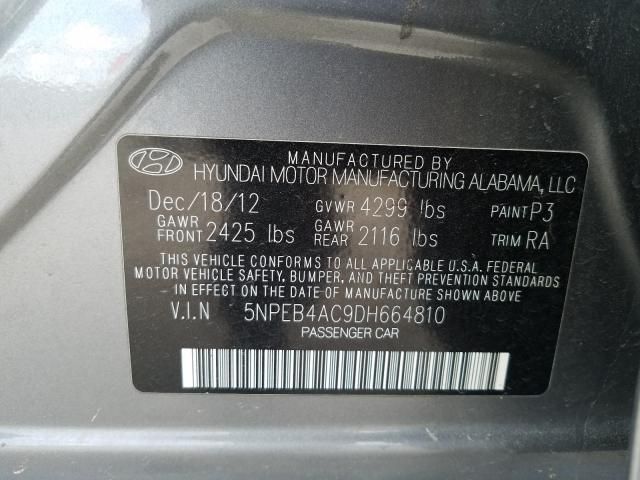 MANUFACTURED BY
HYUNDAI MOTOR MANUFACTURING ALABAMA, LLC
Dec/18/12 GVWR 4299 lbs PAINT P3
GAWR FRONT 2425 lbs GAWR REAR 2116 lbs TRIM RA
THIS VEHICLE CONFORMS TO ALL APPLICABLE U.S.A. FEDERAL
MOTOR VEHICLE SAFETY, BUMPER, AND THEFT PREVENTION STANDARDS
IN EFFECT ON THE DATE OF MANUFACTURE SHOWN ABOVE.
V.I.N 5NPEB4AC9DH664810
PASSENGER CAR